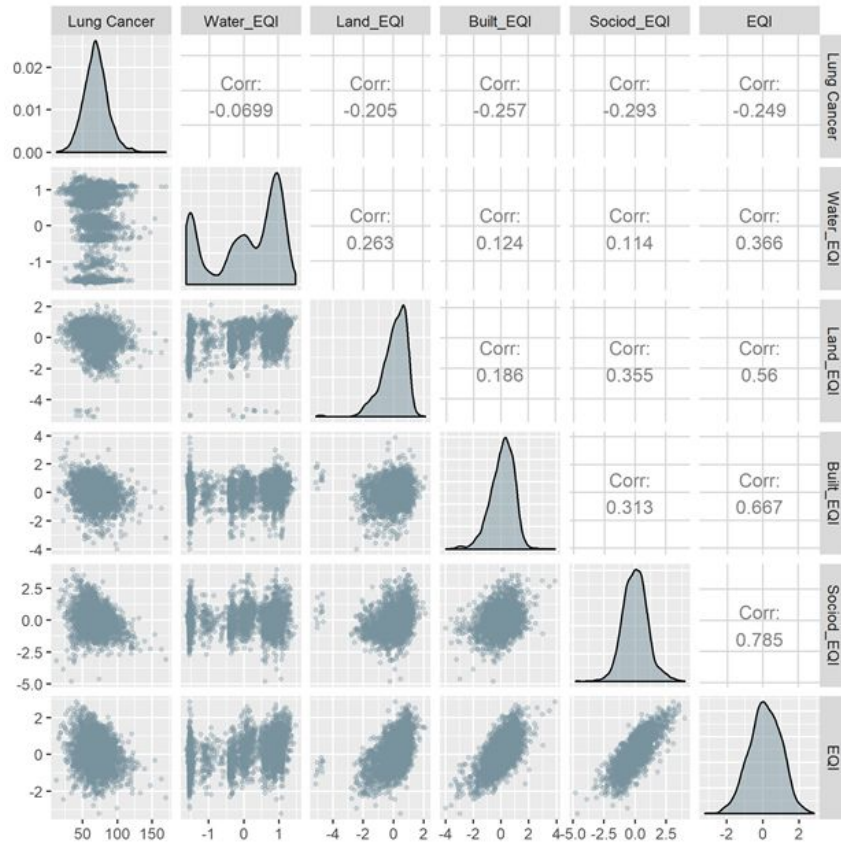 Lung Cancer Water_EQI Land_EQI Built_EQI Sociod_EQI EQI
0.02
0.01
0.00
Corr: Corr: Corr: Corr: Corr:
-0.0699 -0.205 -0.257 -0.293 -0.249
Lung Cancer
1
0
-1
Corr: Corr: Corr: Corr:
0.263 0.124 0.114 0.366
Water_EQI
2
0
-2
-4
Corr: Corr: Corr:
0.186 0.355 0.56
Land_EQI
4
2
0
-2
-4
Corr: Corr:
0.313 0.667
Built_EQI
2.5
0.0
-2.5
-5.0
Corr:
0.785
Sociod_EQI
2
0
-2
EQI
50 100 150 -1 0 1 -4 -2 0 2 -4 -2 0 2 4 -5.0 -2.5 0.0 2.5 -2 0 2